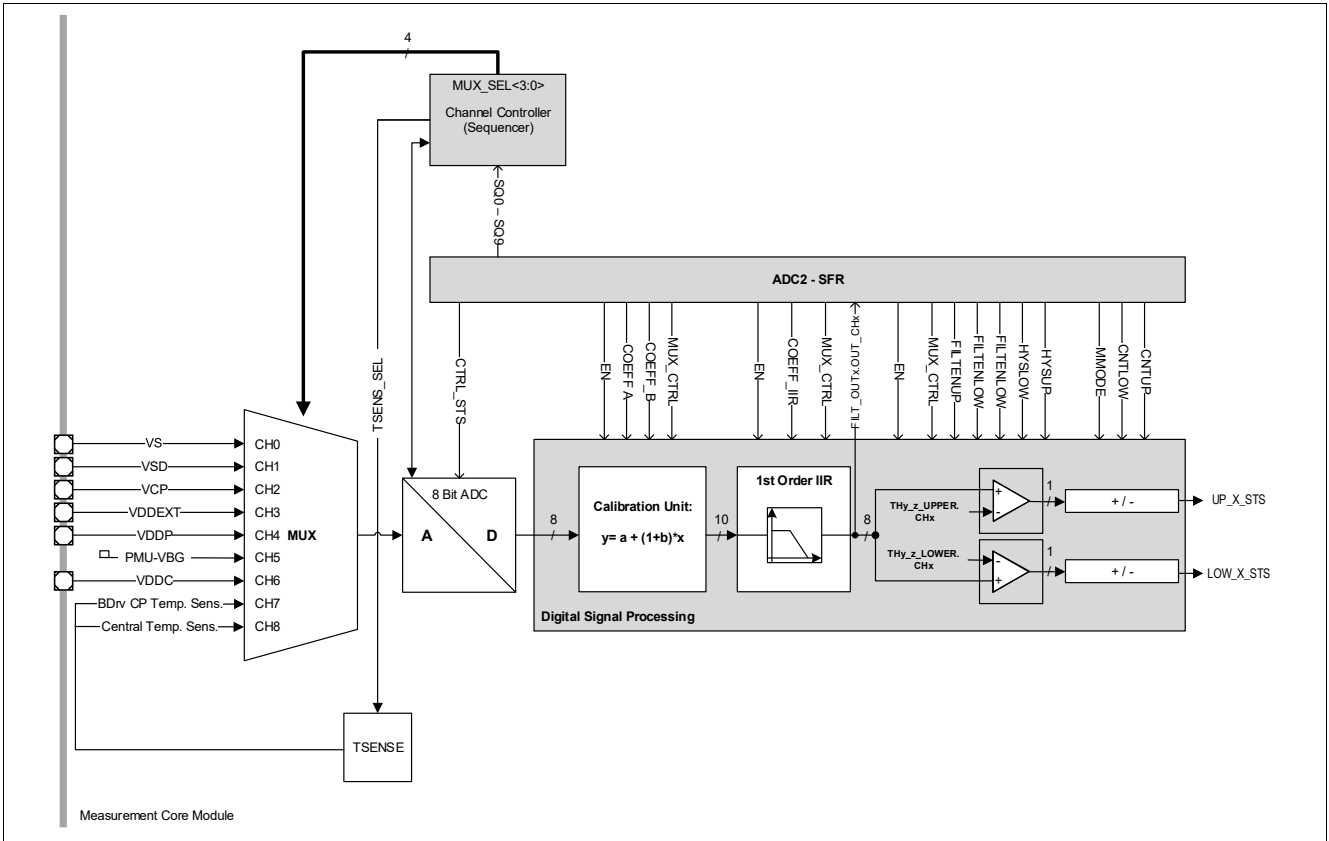 4
MUX_SEL<3:0>
Channel Controller
(Sequencer)
SQ0 – SQ9
ADC2 - SFR
TSENS_SEL
CTRL_STS
EN
COEFF A
COEFF_B
MUX_CTRL
EN
COEFF_IIR
MUX_CTRL
EN
MUX_CTRL
FILTENUP
FILTENLOW
FILTENLOW
HYSLOW
HYSUP
MMODE
CNTLOW
CNTUP
VS
CH0
VSD
CH1
VCP
CH2
VDDEXT
CH3
VDDP
CH4 MUX
PMU-VBG
CH5
VDDC
CH6
BDrv CP Temp. Sens.
CH7
Central Temp. Sens.
CH8
8 Bit ADC
A
D
8
Calibration Unit:
y= a + (1+b)*x
10
1st Order IIR
8
THy_z_UPPER.
CHx
+
-
1
+ / -
UP_X_STS
THy_z_LOWER.
CHx
-
+
1
+ / -
LOW_X_STS
Digital Signal Processing
TSENSE
Measurement Core Module